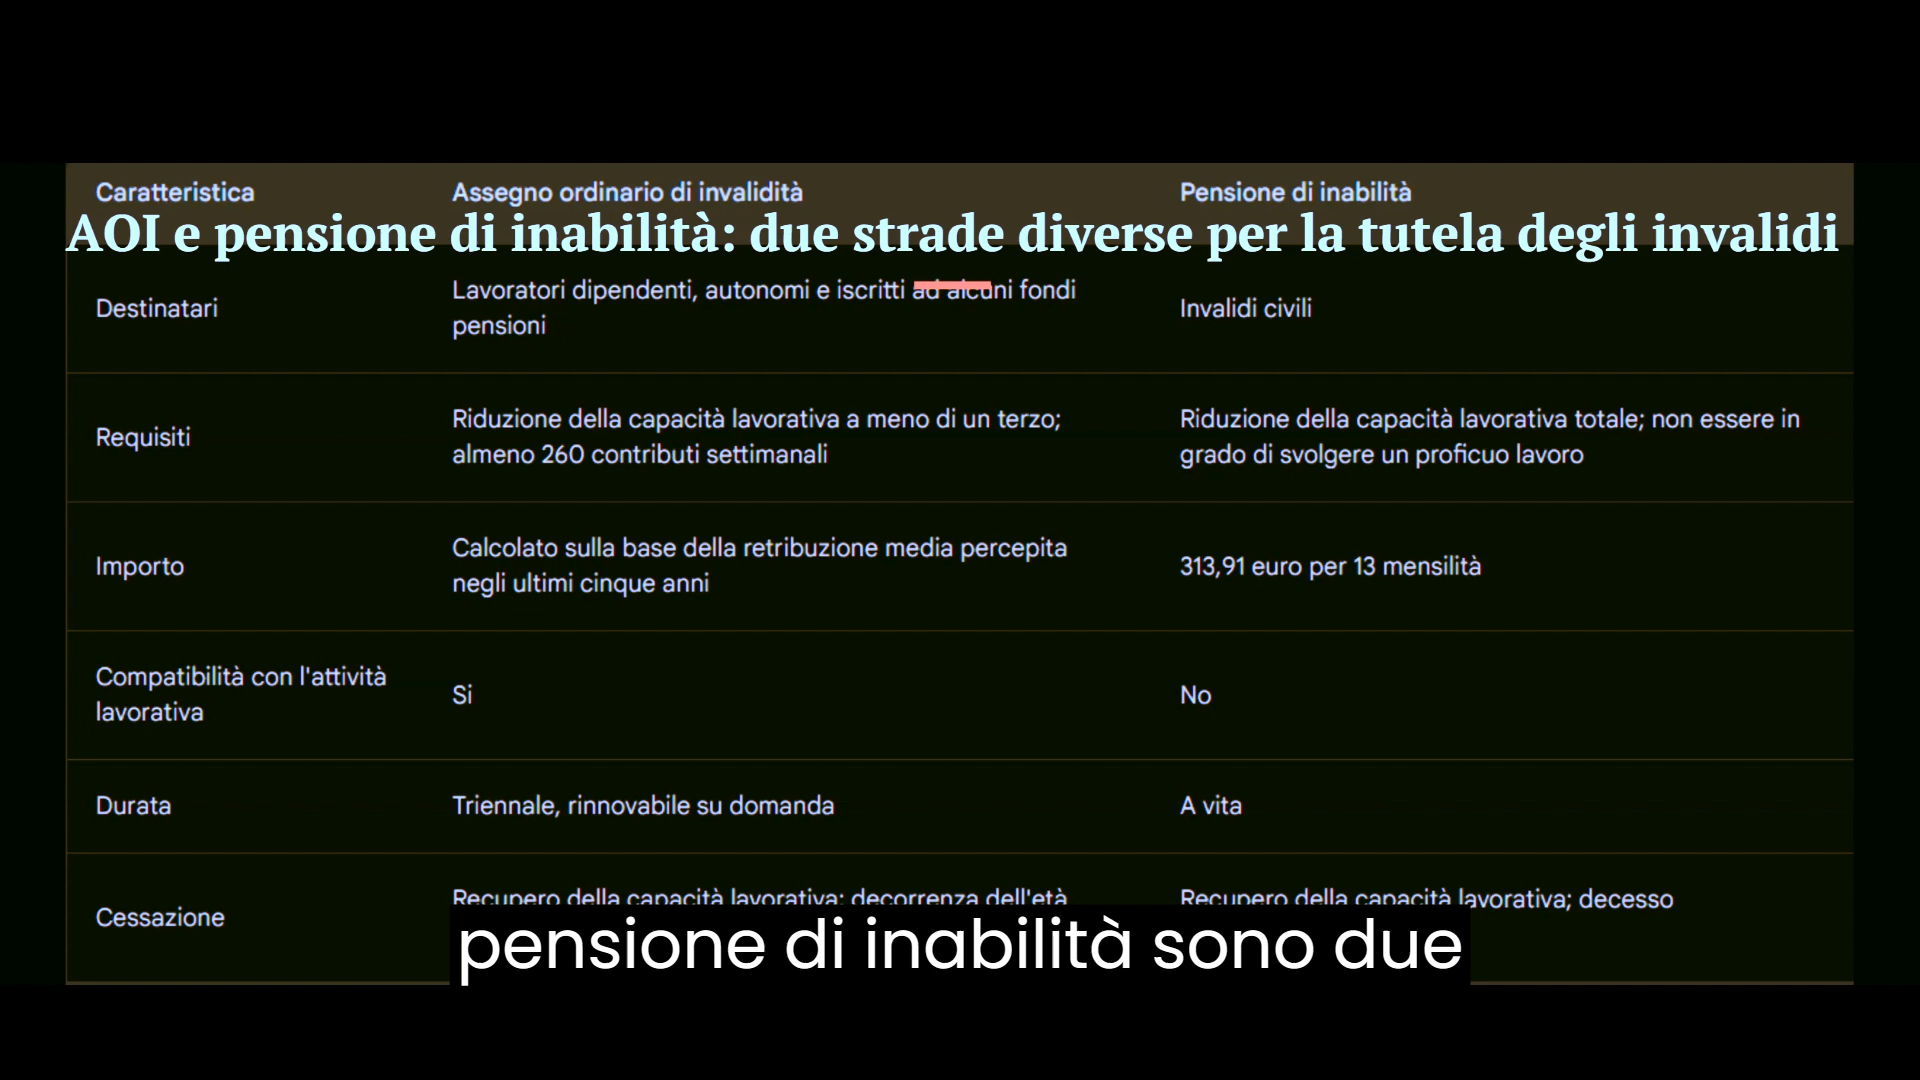 Caratteristica Assegno ordinario di invalidità Pensione di inabilità
AOI e pensione di inabilità: due strade diverse per la tutela degli invalidi
Destinatari
Lavoratori dipendenti, autonomi e iscritti ad alcuni fondi
pensioni
Invalidi civili
Requisiti
Riduzione della capacità lavorativa a meno di un terzo;
almeno 260 contributi settimanali
Riduzione della capacità lavorativa totale; non essere in
grado di svolgere un proficuo lavoro
Importo
Calcolato sulla base della retribuzione media percepita
negli ultimi cinque anni
313,91 euro per 13 mensilità
Compatibilità con l'attività
lavorativa
Si
No
Durata
Triennale, rinnovabile su domanda
A vita
Cessazione
Recupero della capacità lavorativa; decorrenza dell'età
Recupero della capacità lavorativa; decesso
pensione di inabilità sono due